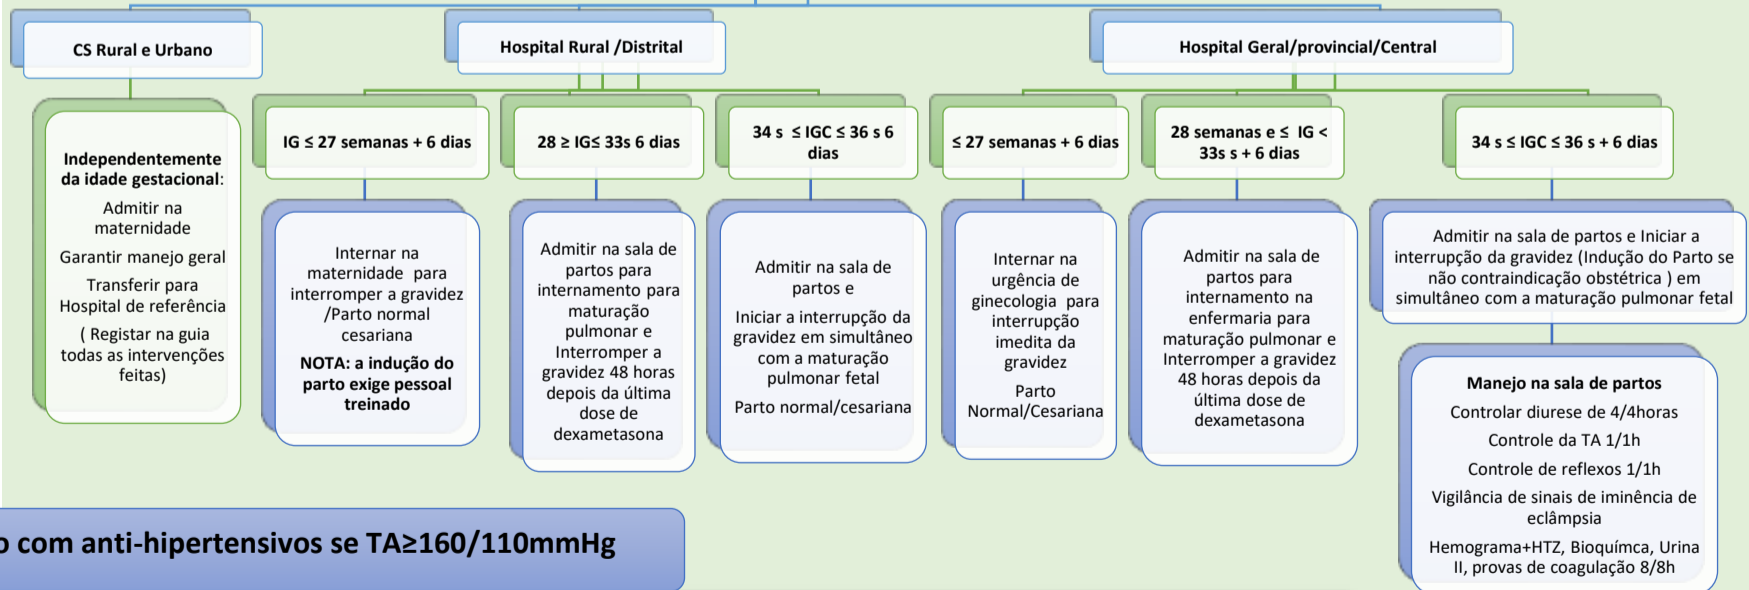 CS Rural e Urbano
Hospital Rural /Distrital
Hospital Geral/provincial/Central
Independentemente
da idade gestacional:
Admitir na
maternidade
Garantir manejo geral
Transferir para
Hospital de referência
( Registar na guia
todas as intervenções
feitas)
IG ≤ 27 semanas + 6 dias
Internar na
maternidade para
interromper a gravidez
/Parto normal
cesariana
NOTA: a indução do
parto exige pessoal
treinado
28 ≥ IG≤ 33s 6 dias
Admitir na sala de
partos para
internamento para
maturação
pulmonar e
Interromper a
gravidez 48 horas
depois da última
dose de
dexametasona
34 s ≤ IGC ≤ 36 s 6
dias
Admitir na sala de
partos e
Iniciar a interrupção da
gravidez em simultâneo
com a maturação
pulmonar fetal
Parto normal/cesariana
≤ 27 semanas + 6 dias
Internar na
urgência de
ginecologia para
interrupção
imedita da
gravidez
Parto
Normal/Cesariana
28 semanas e ≤ IG <
33s s + 6 dias
Admitir na sala de
partos para
internamento na
enfermaria para
maturação pulmonar e
Interromper a gravidez
48 horas depois da
última dose de
dexametasona
34 s ≤ IGC ≤ 36 s + 6 dias
Admitir na sala de partos e Iniciar a
interrupção da gravidez (Indução do Parto se
não contraindicação obstétrica ) em
simultâneo com a maturação pulmonar fetal
Manejo na sala de partos
Controlar diurese de 4/4horas
Controle da TA 1/1h
Controle de reflexos 1/1h
Vigilância de sinais de iminência de
eclâmpsia
Hemograma+HTZ, Bioquímca, Urina
II, provas de coagulação 8/8h
o com anti-hipertensivos se TA≥160/110mmHg